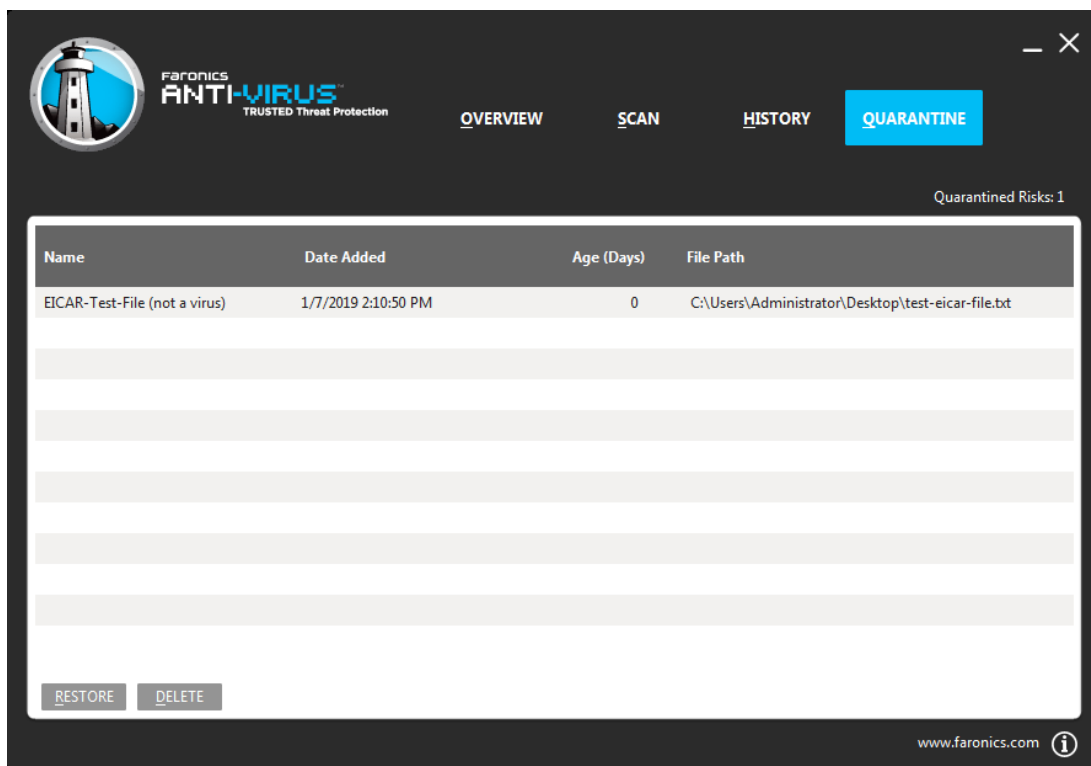 Faronics
ANTI-VIRUS™
TRUSTED Threat Protection
OVERVIEW SCAN HISTORY QUARANTINE
Quarantined Risks: 1
Name Date Added Age (Days) File Path
EICAR-Test-File (not a virus) 1/7/2019 2:10:50 PM 0 C:\Users\Administrator\Desktop\test-eicar-file.txt
RESTORE DELETE
www.faronics.com